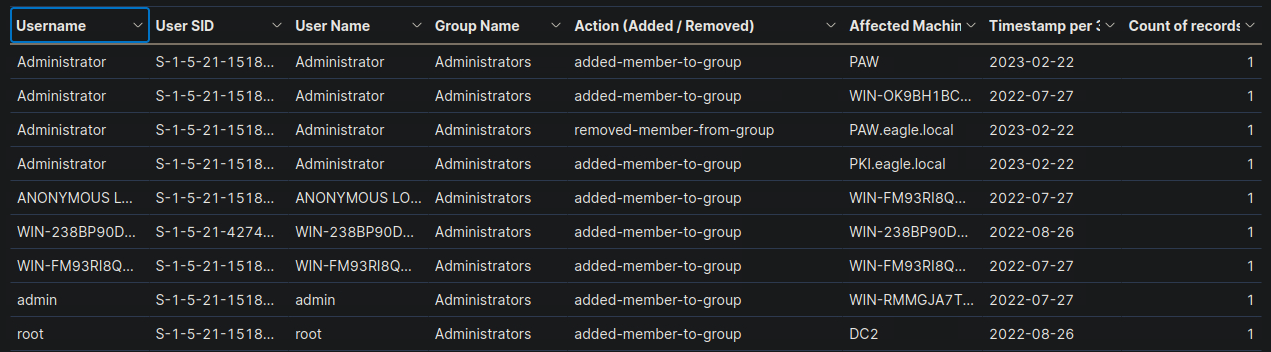 Username User SID User Name Group Name Action (Added / Removed) Affected Machin Timestamp per 3 Count of records
Administrator S-1-5-21-1518... Administrator Administrators added-member-to-group PAW 2023-02-22 1
Administrator S-1-5-21-1518... Administrator Administrators added-member-to-group WIN-OK9BH1BC... 2022-07-27 1
Administrator S-1-5-21-1518... Administrator Administrators removed-member-from-group PAW.eagle.local 2023-02-22 1
Administrator S-1-5-21-1518... Administrator Administrators added-member-to-group PKI.eagle.local 2023-02-22 1
ANONYMOUS L... S-1-5-21-1518... ANONYMOUS LO... Administrators added-member-to-group WIN-FM93RI8Q... 2022-07-27 1
WIN-238BP90D... S-1-5-21-4274... WIN-238BP90D... Administrators added-member-to-group WIN-238BP90D... 2022-08-26 1
WIN-FM93RI8Q... S-1-5-21-1518... WIN-FM93RI8Q... Administrators added-member-to-group WIN-FM93RI8Q... 2022-07-27 1
admin S-1-5-21-1518... admin Administrators added-member-to-group WIN-RMMGJA7T... 2022-07-27 1
root S-1-5-21-1518... root Administrators added-member-to-group DC2 2022-08-26 1